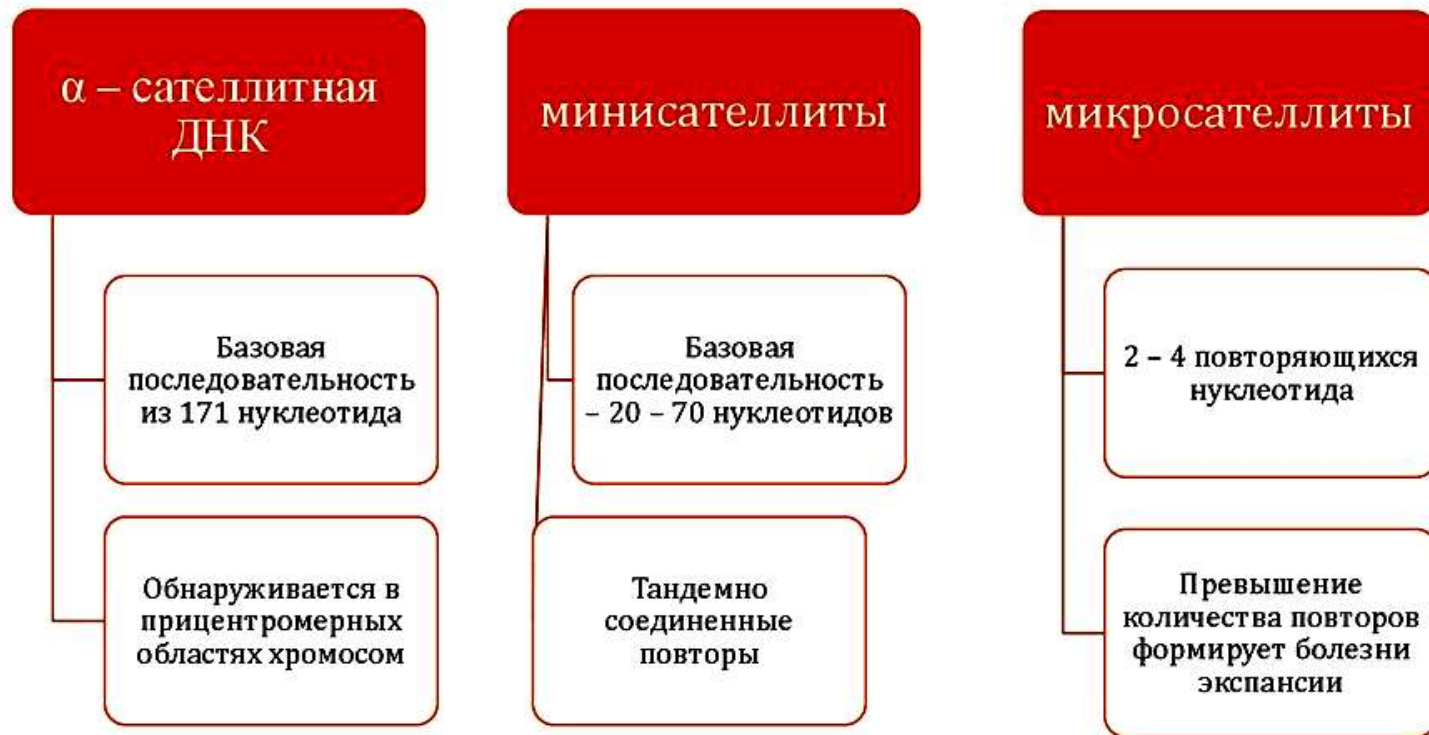 α – сателлитная
ДНК
Базовая
последовательность
из 171 нуклеотида
Обнаруживается в
прицентромерных
областях хромосом
минисателлиты
Базовая
последовательность
– 20 – 70 нуклеотидов
Тандемно
соединенные
повторы
микросателлиты
2 – 4 повторяющихся
нуклеотида
Превышение
количества повторов
формирует болезни
экспансии